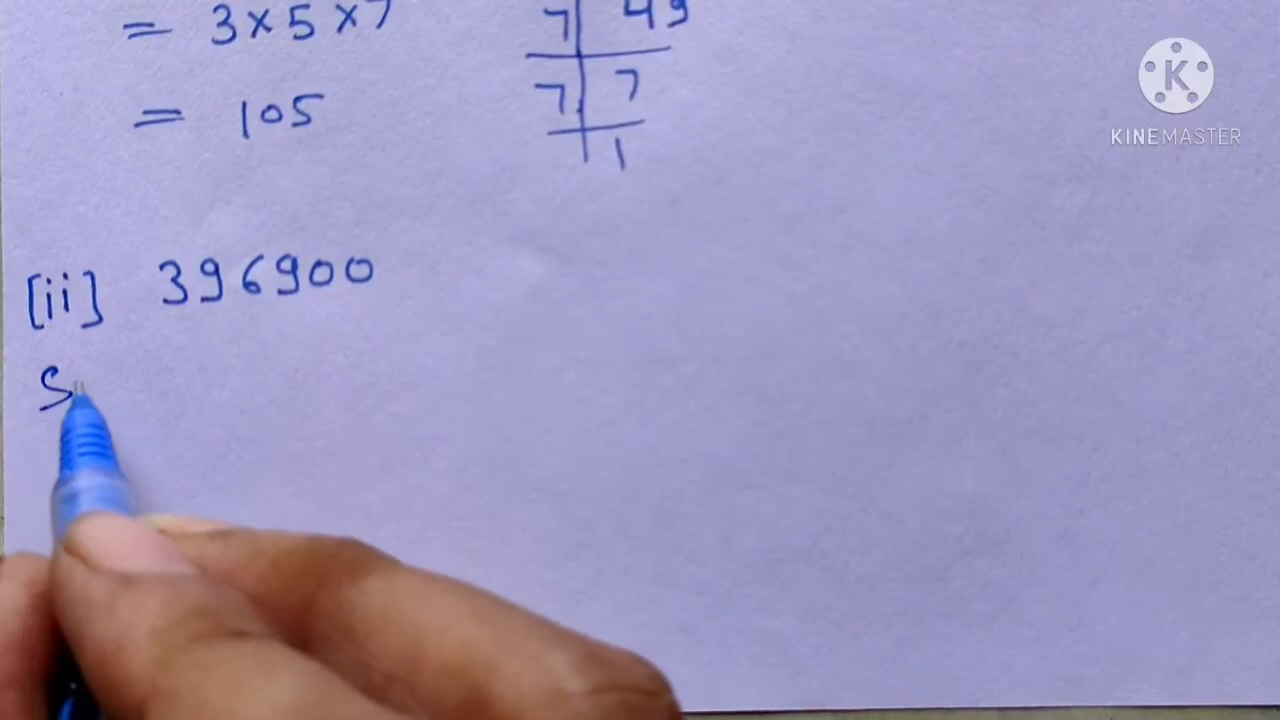 = 3×5×7
= 105
7 | 49
7 | 7
1
[ii] 396900
S
K
KINEMASTER